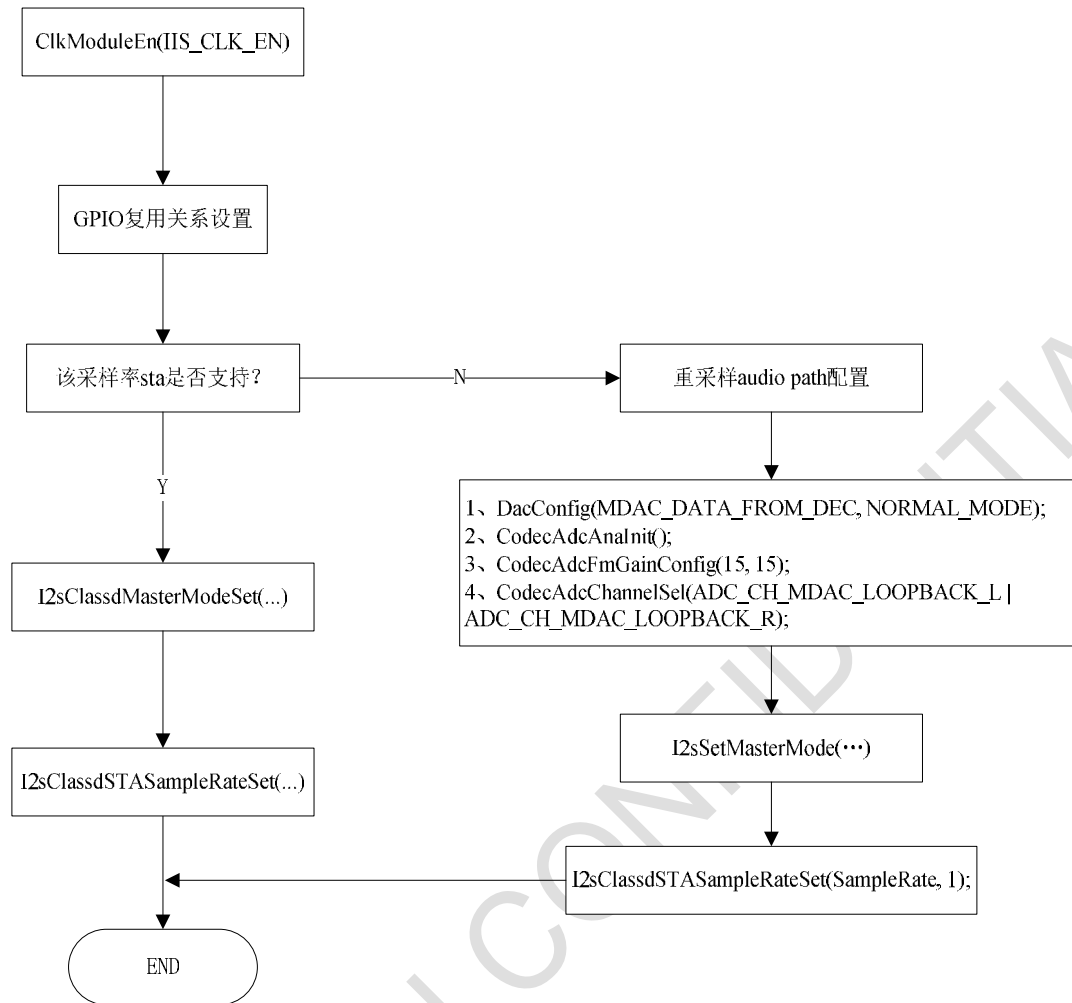 ClkModuleEn(IIS_CLK_EN)
GPIO复用关系设置
该采样率sta是否支持？
N
重采样audio path配置
Y
1、DacConfig(MDAC_DATA_FROM_DEC, NORMAL_MODE);
2、CodecAdcAnaInit();
3、CodecAdcFmGainConfig(15, 15);
4、CodecAdcChannelSel(ADC_CH_MDAC_LOOPBACK_L |
ADC_CH_MDAC_LOOPBACK_R);
I2sClassdMasterModeSet(...)
I2sSetMasterMode(···)
I2sClassdSTASampleRateSet(...)
I2sClassdSTASampleRateSet(SampleRate, 1);
END